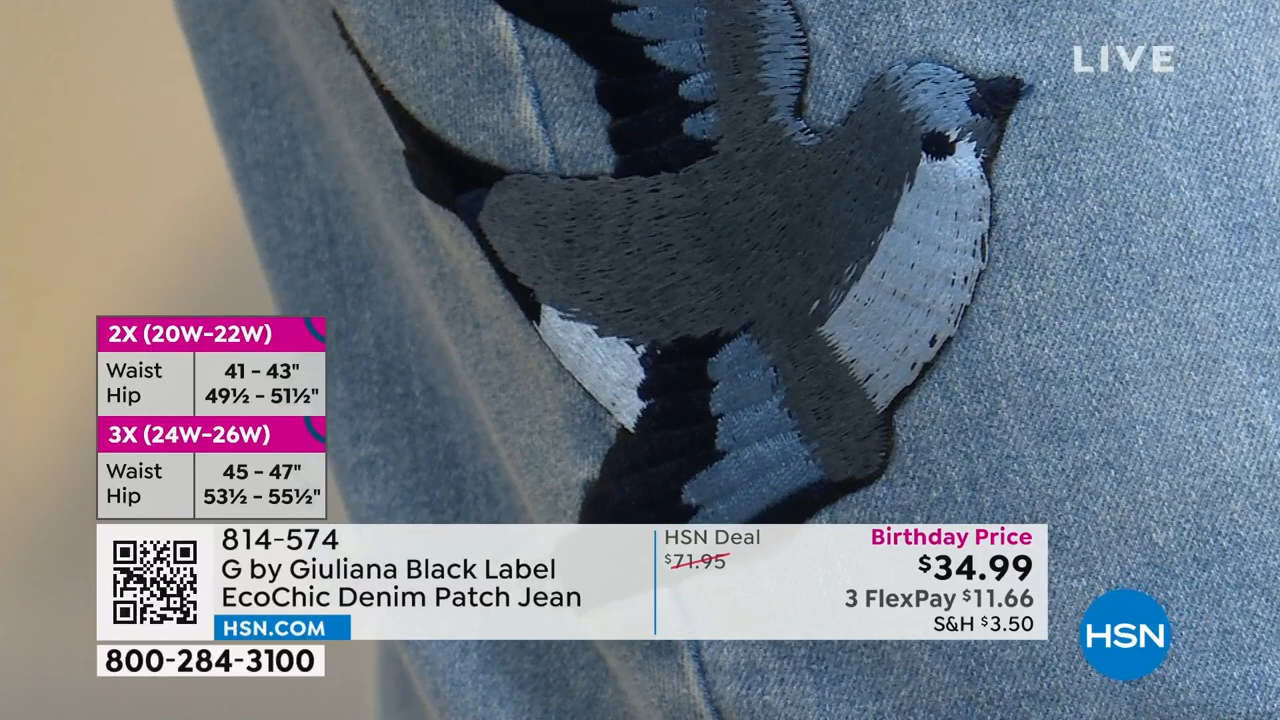 LIVE
2X (20W-22W)
Waist 41 - 43"
Hip 49½ - 51½"
3X (24W-26W)
Waist 45 - 47"
Hip 53½ - 55½"
814-574
G by Giuliana Black Label
EcoChic Denim Patch Jean
HSN.COM
800-284-3100
HSN Deal
$71.95
Birthday Price
$34.99
3 FlexPay $11.66
S&H $3.50
HSN